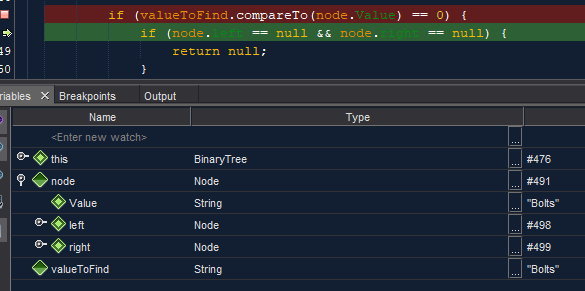 if (valueToFind.compareTo(node.Value) == 0) {
if (node.left == null && node.right == null) {
49 return null;
50 }
riables × Breakpoints Output
Name Type
<Enter new watch> ...
this BinaryTree ... #476
node Node ... #491
Value String ... "Bolts"
left Node ... #498
right Node ... #499
valueToFind String ... "Bolts"